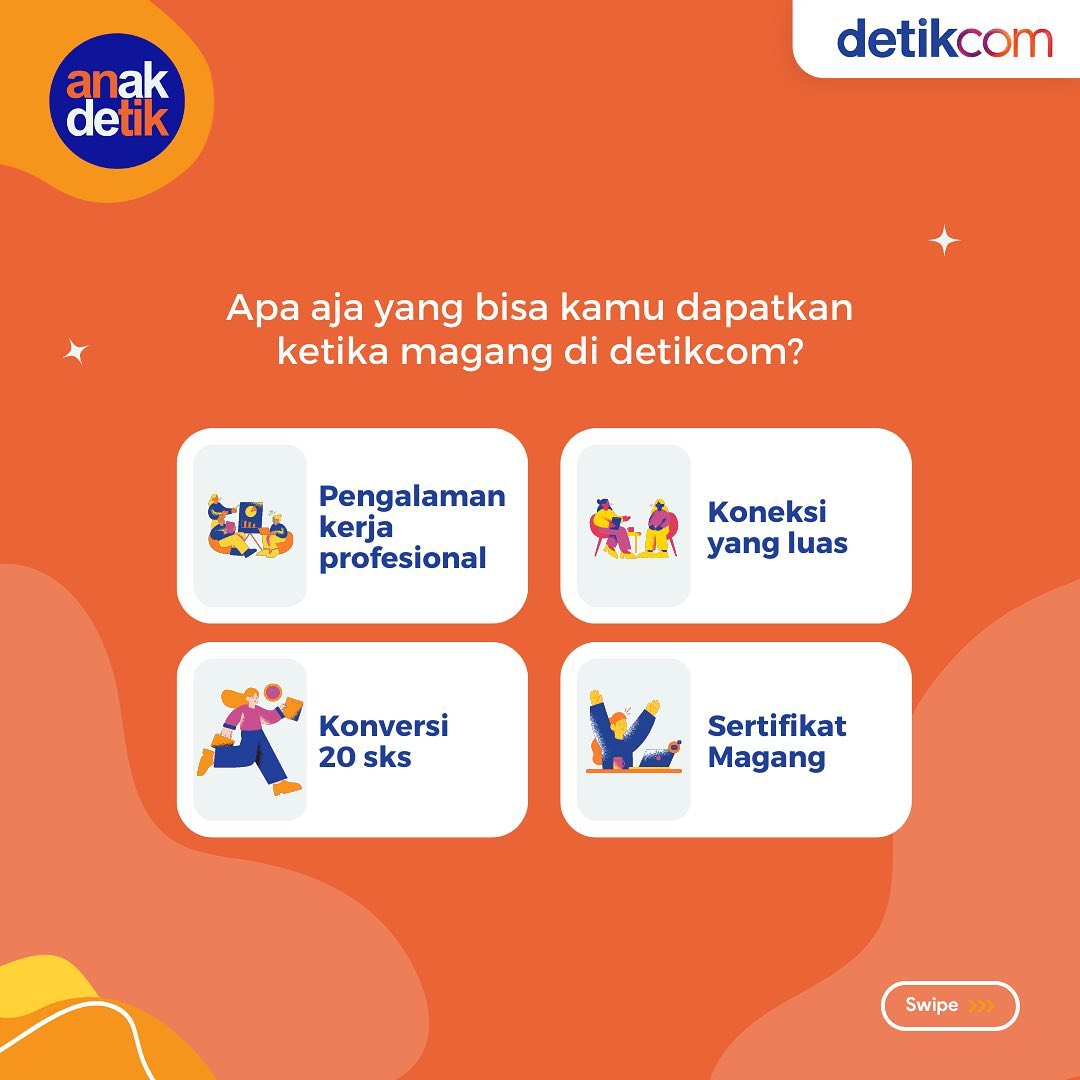 anak
detik
detikcom
Apa aja yang bisa kamu dapatkan
ketika magang di detikcom?
Pengalaman
kerja
profesional
Koneksi
yang luas
Konversi
20 sks
Sertifikat
Magang
Swipe >>>